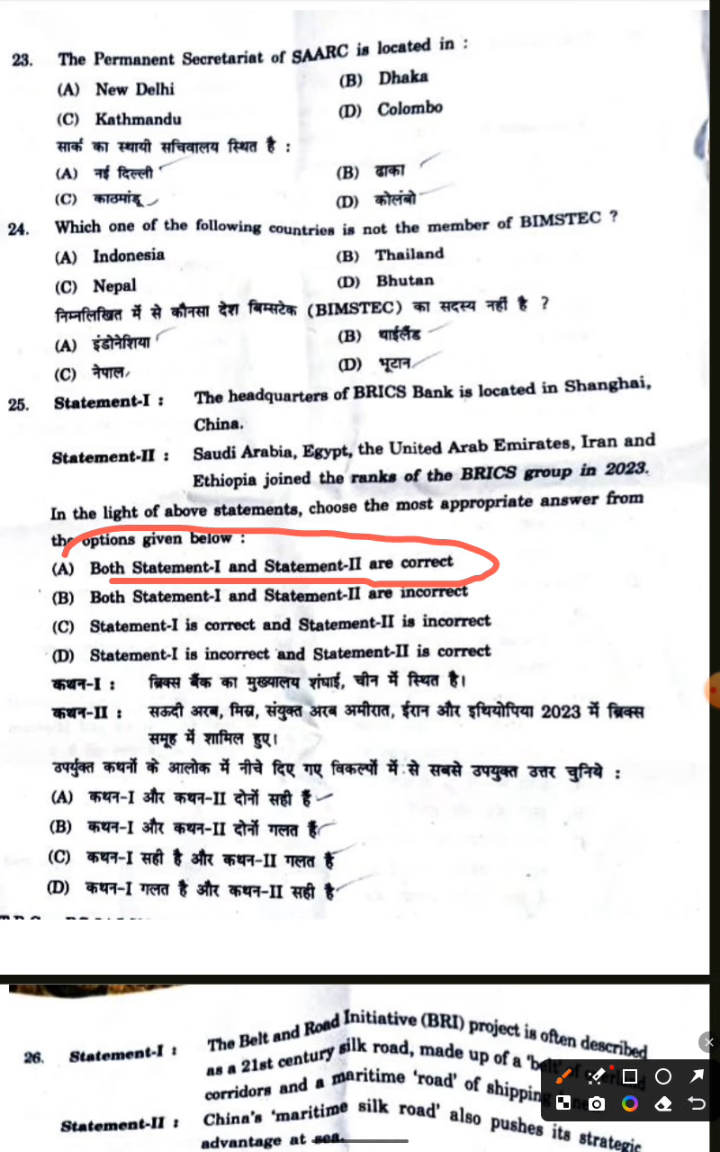 23. The Permanent Secretariat of SAARC is located in :
(A) New Delhi (B) Dhaka
(C) Kathmandu (D) Colombo
सार्क का स्थायी सचिवालय स्थित है :
(A) नई दिल्ली (B) ढाका
(C) काठमांडू (D) कोलंबो
24. Which one of the following countries is not the member of BIMSTEC ?
(A) Indonesia (B) Thailand
(C) Nepal (D) Bhutan
निम्नलिखित में से कौनसा देश बिम्सटेक (BIMSTEC) का सदस्य नहीं है ?
(A) इंडोनेशिया (B) थाईलैंड
(C) नेपाल (D) भूटान
25. Statement-I : The headquarters of BRICS Bank is located in Shanghai,
China.
Statement-II : Saudi Arabia, Egypt, the United Arab Emirates, Iran and
Ethiopia joined the ranks of the BRICS group in 2023.
In the light of above statements, choose the most appropriate answer from
the options given below :
(A) Both Statement-I and Statement-II are correct
(B) Both Statement-I and Statement-II are incorrect
(C) Statement-I is correct and Statement-II is incorrect
(D) Statement-I is incorrect and Statement-II is correct
कथन-I : ब्रिक्स बैंक का मुख्यालय शंघाई, चीन में स्थित है।
कथन-II : सऊदी अरब, मिस्र, संयुक्त अरब अमीरात, ईरान और इथियोपिया 2023 में ब्रिक्स
समूह में शामिल हुए।
उपर्युक्त कथनों के आलोक में नीचे दिए गए विकल्पों में से सबसे उपयुक्त उत्तर चुनिये :
(A) कथन-I और कथन-II दोनों सही हैं
(B) कथन-I और कथन-II दोनों गलत हैं
(C) कथन-I सही है और कथन-II गलत है
(D) कथन-I गलत है और कथन-II सही है
26. Statement-I : The Belt and Road Initiative (BRI) project is often described
as a 21st century silk road, made up of a 'belt' of
corridors and a maritime 'road' of shipping
Statement-II : China's 'maritime silk road' also pushes its strategic
advantage at sea.